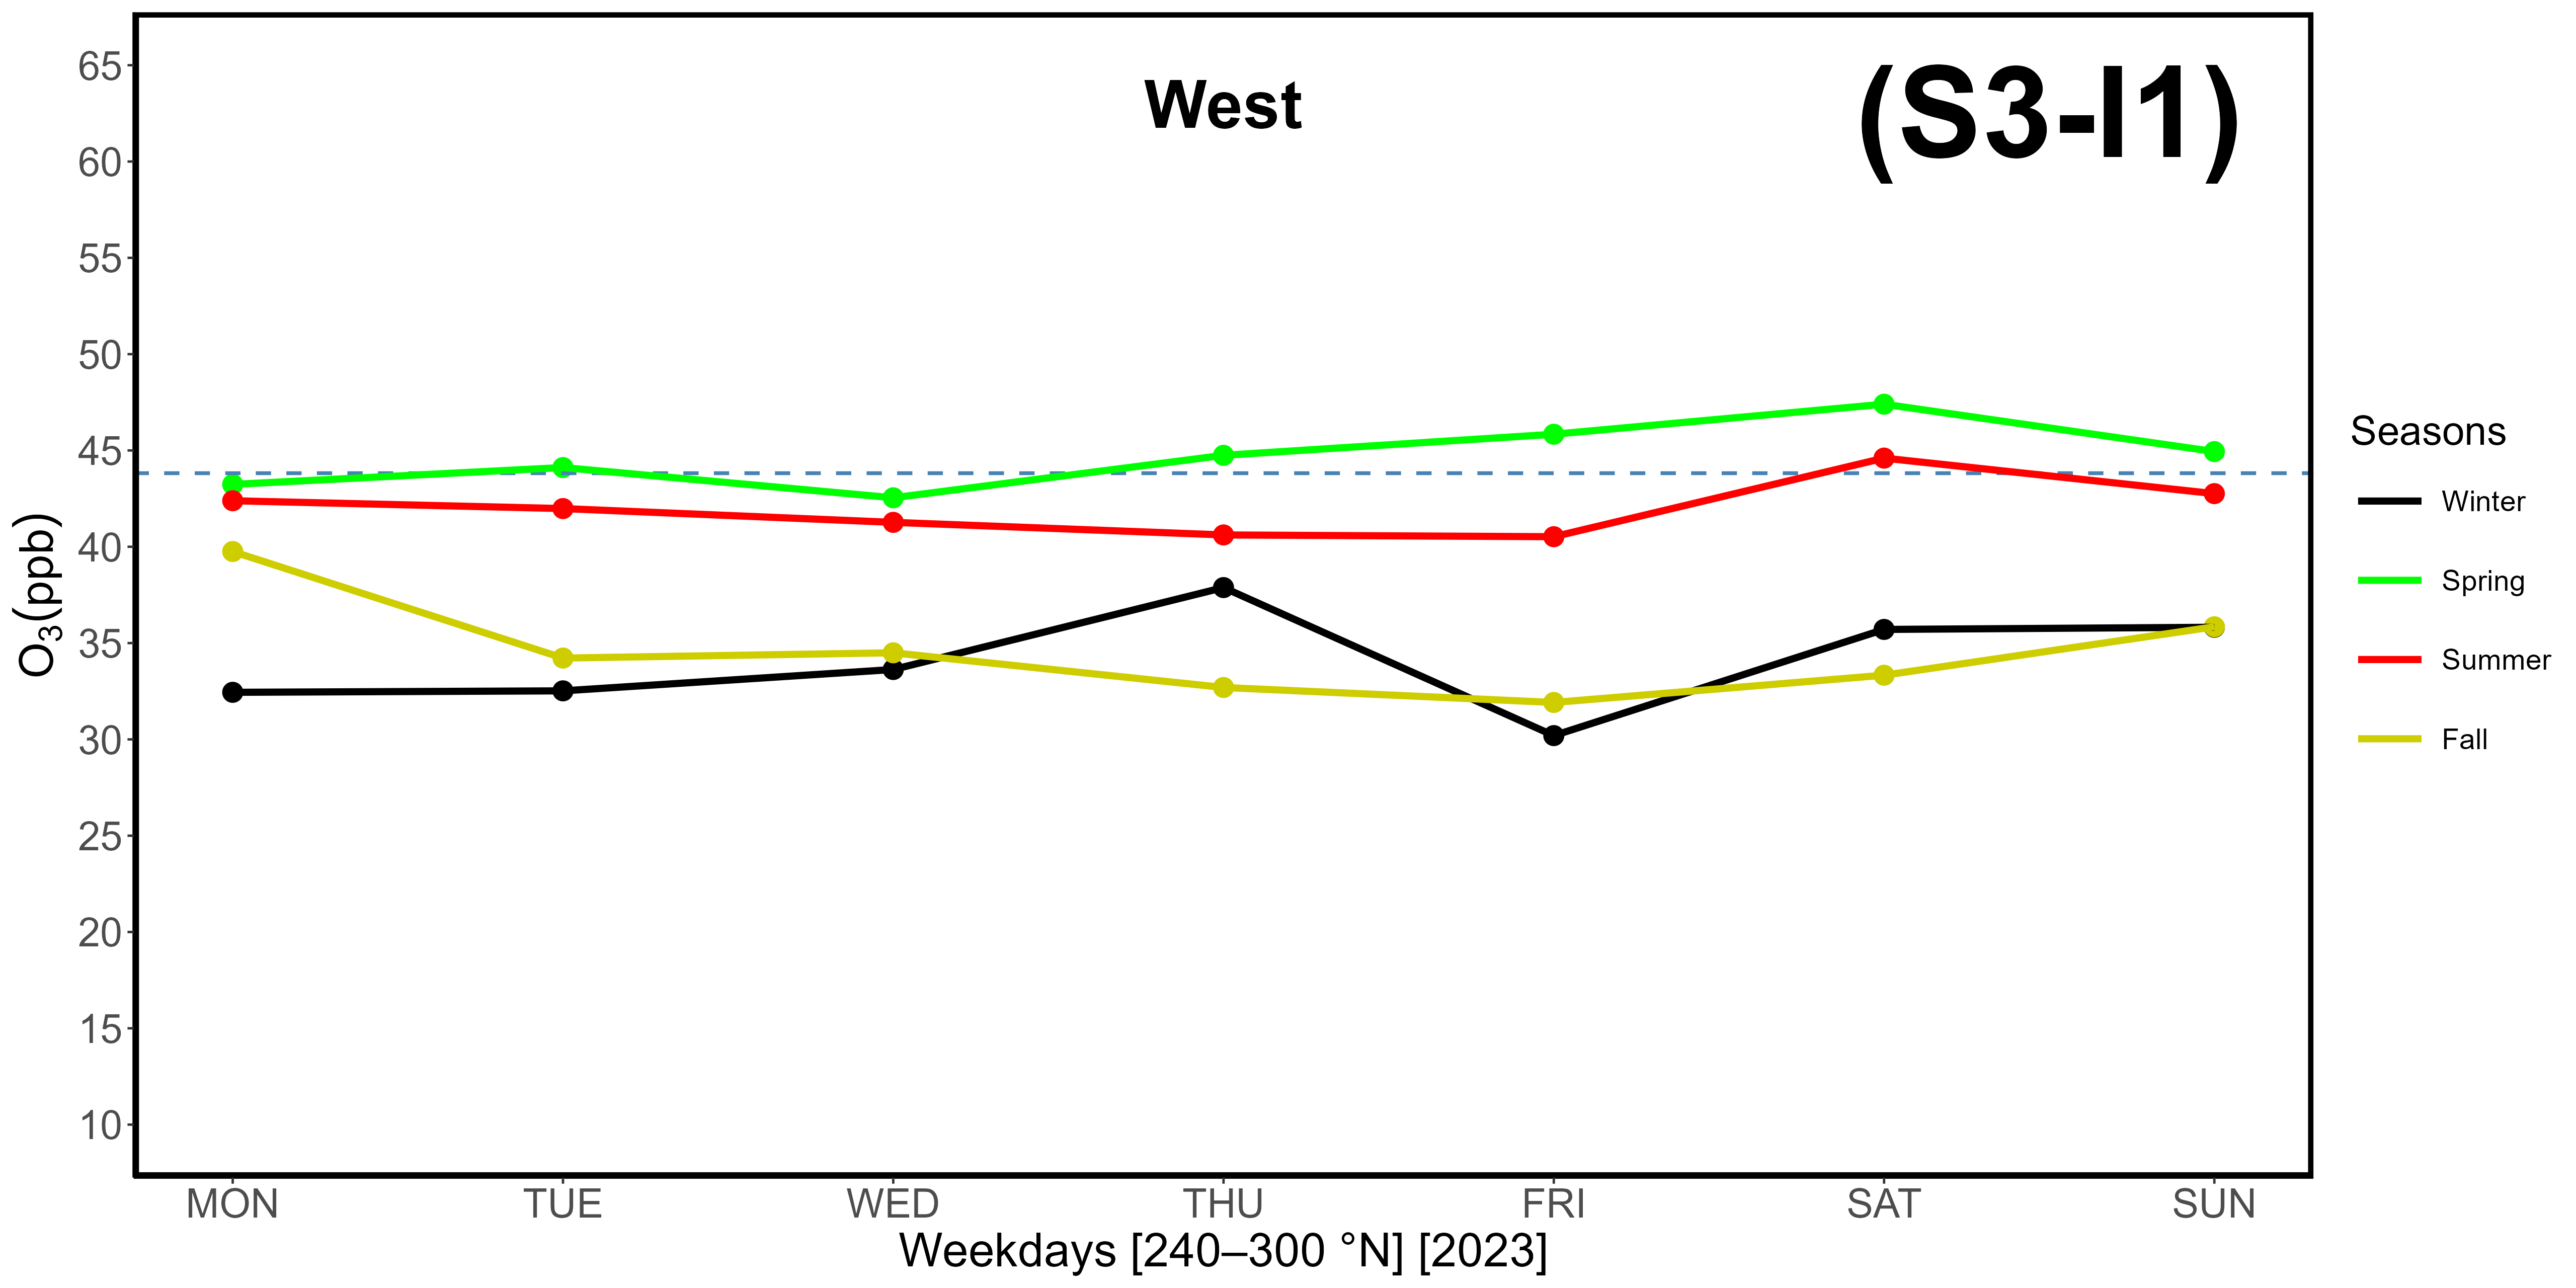 West
(S3-I1)
65
60
55
50
45
40
35
30
25
20
15
10
O₃(ppb)
MON TUE WED THU FRI SAT SUN
Weekdays [240–300 °N] [2023]
Seasons
Winter
Spring
Summer
Fall